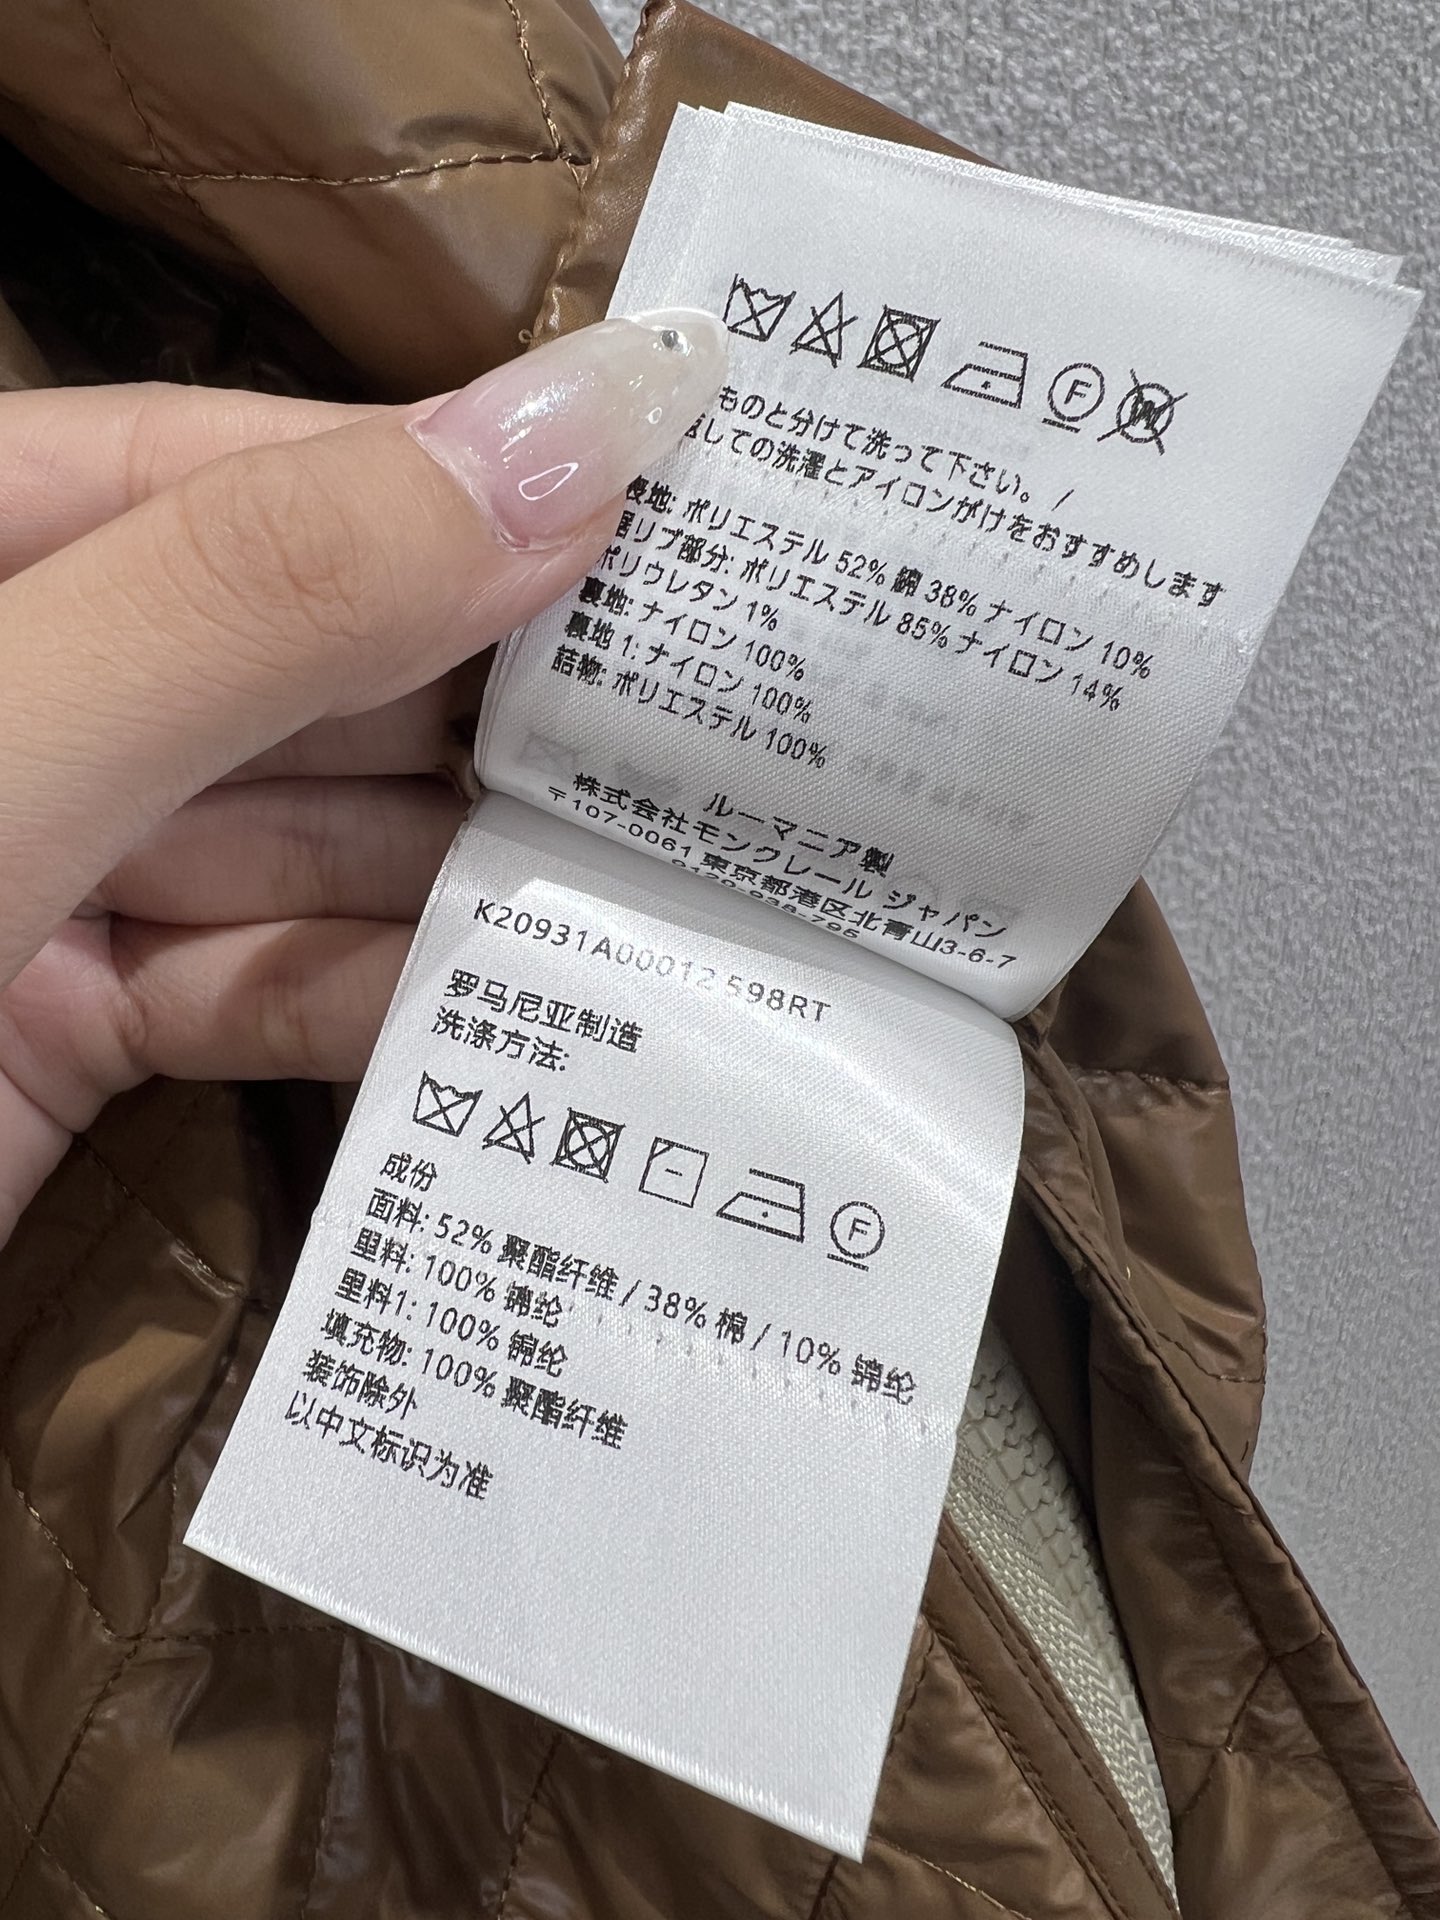 ものと分けて洗って下さい。 /
しての洗濯とアイロンがけをおすすめします
地: ポリエステル 52% 綿 38% ナイロン 10%
リブ部分: ポリエステル 85% ナイロン 14%
ポリウレタン 1%
裏地: ナイロン 100%
裏地 1: ナイロン 100%
詰物: ポリエステル 100%
ルーマニア製
株式会社モンクレール ジャパン
〒107-0061 東京都港区北青山3-6-7
0120-938-795
K20931A00012 598RT
罗马尼亚制造
洗涤方法:
成份
面料: 52% 聚酯纤维 / 38% 棉 / 10% 锦纶
里料: 100% 锦纶
里料1: 100% 锦纶
填充物: 100% 聚酯纤维
装饰除外
以中文标识为准